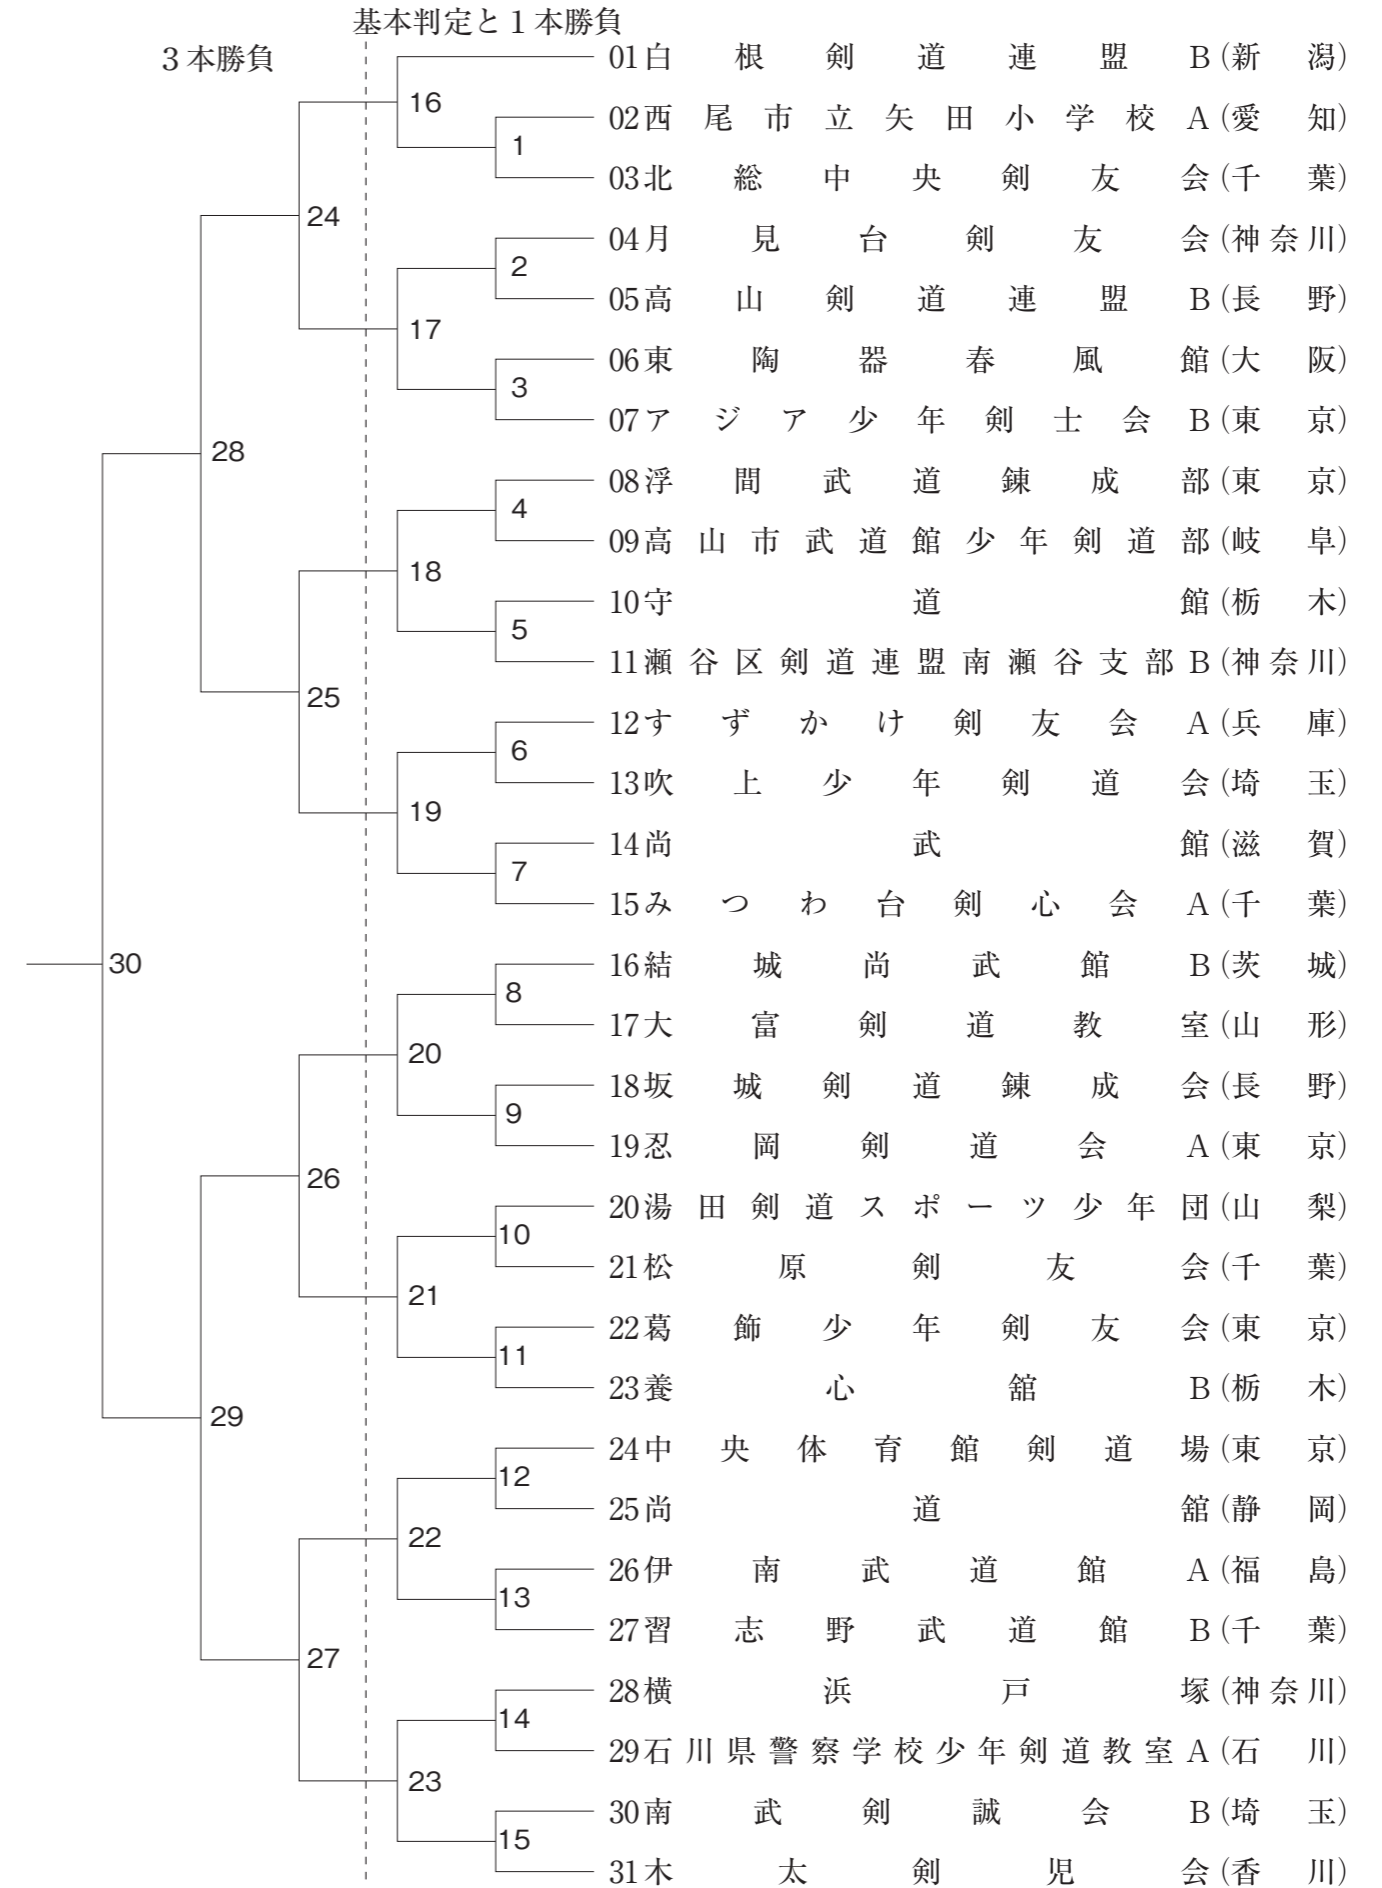 基本判定と１本勝負
３本勝負
01白根剣道連盟B（新潟）
16
02西尾市立矢田小学校A（愛知）
1
03北総中央剣友会（千葉）
24
04月見台剣友会（神奈川）
2
05高山剣道連盟B（長野）
17
06東陶器春風館（大阪）
3
07アジア少年剣士会B（東京）
28
08浮間武道錬成部（東京）
4
09高山市武道館少年剣道部（岐阜）
18
10守道館（栃木）
5
11瀬谷区剣道連盟南瀬谷支部B（神奈川）
25
12すずかけ剣友会A（兵庫）
6
13吹上少年剣道会（埼玉）
19
14尚武館（滋賀）
7
15みつわ台剣心会A（千葉）
30
16結城尚武館B（茨城）
8
17大富剣道教室（山形）
20
18坂城剣道錬成会（長野）
9
19忍岡剣道会A（東京）
26
20湯田剣道スポーツ少年団（山梨）
10
21松原剣友会（千葉）
21
22葛飾少年剣友会（東京）
11
23養心舘B（栃木）
29
24中央体育館剣道場（東京）
12
25尚道舘（静岡）
22
26伊南武道館A（福島）
13
27習志野武道館B（千葉）
27
28横浜戸塚（神奈川）
14
29石川県警察学校少年剣道教室A（石川）
23
30南武剣誠会B（埼玉）
15
31木太剣児会（香川）